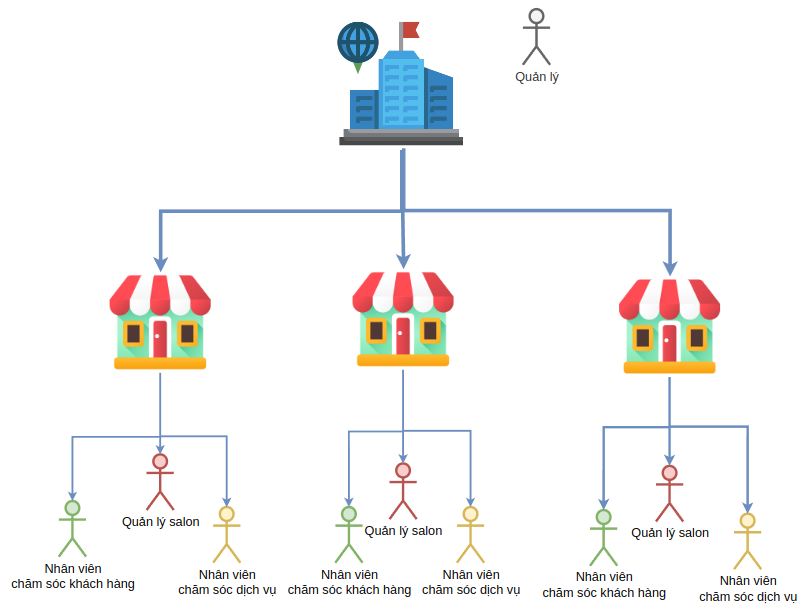 Quản lý
Quản lý salon
Nhân viên
chăm sóc khách hàng
Nhân viên
chăm sóc dịch vụ
Quản lý salon
Nhân viên
chăm sóc khách hàng
Nhân viên
chăm sóc dịch vụ
Quản lý salon
Nhân viên
chăm sóc khách hàng
Nhân viên
chăm sóc dịch vụ